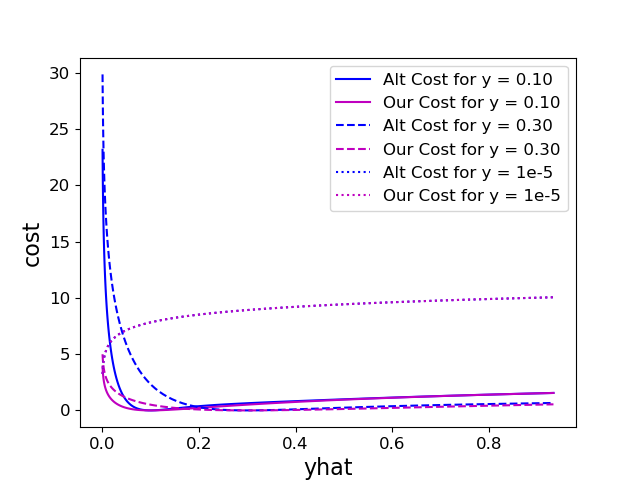 30
25
20
15
10
5
0
cost
Alt Cost for y = 0.10
Our Cost for y = 0.10
Alt Cost for y = 0.30
Our Cost for y = 0.30
Alt Cost for y = 1e-5
Our Cost for y = 1e-5
0.0 0.2 0.4 0.6 0.8
yhat